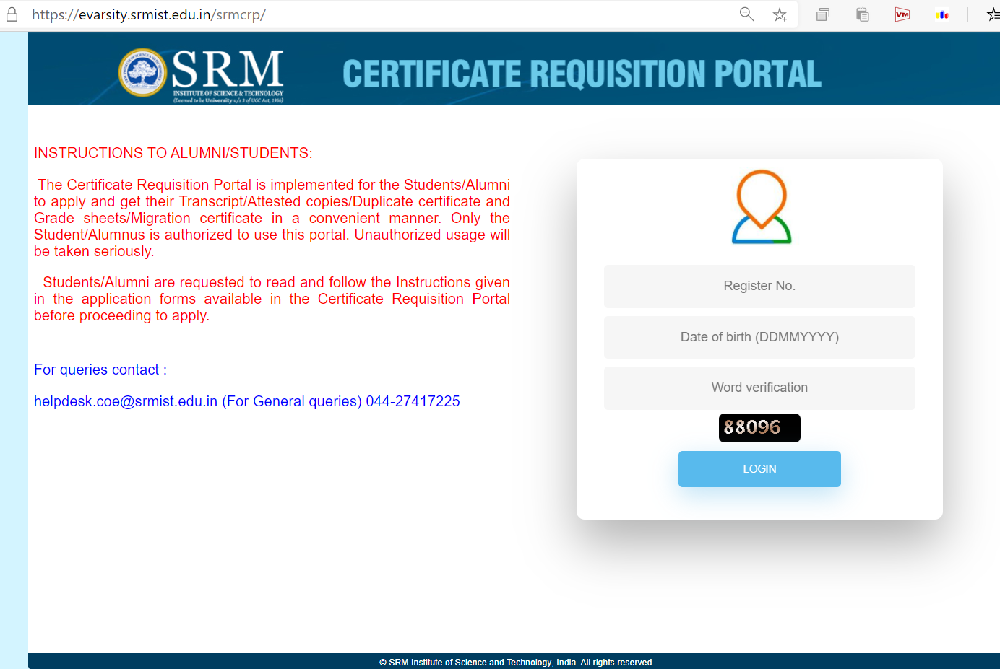 https://evarsity.srmist.edu.in/srmcrp/
VM
SRM
INSTITUTE OF SCIENCE & TECHNOLOGY
(Deemed to be University u/s 3 of UGC Act, 1956)
CERTIFICATE REQUISITION PORTAL
INSTRUCTIONS TO ALUMNI/STUDENTS:
The Certificate Requisition Portal is implemented for the Students/Alumni
to apply and get their Transcript/Attested copies/Duplicate certificate and
Grade sheets/Migration certificate in a convenient manner. Only the
Student/Alumnus is authorized to use this portal. Unauthorized usage will
be taken seriously.
Students/Alumni are requested to read and follow the Instructions given
in the application forms available in the Certificate Requisition Portal
before proceeding to apply.
For queries contact :
helpdesk.coe@srmist.edu.in (For General queries) 044-27417225
Register No.
Date of birth (DDMMYYYY)
Word verification
88096
LOGIN
© SRM Institute of Science and Technology, India. All rights reserved